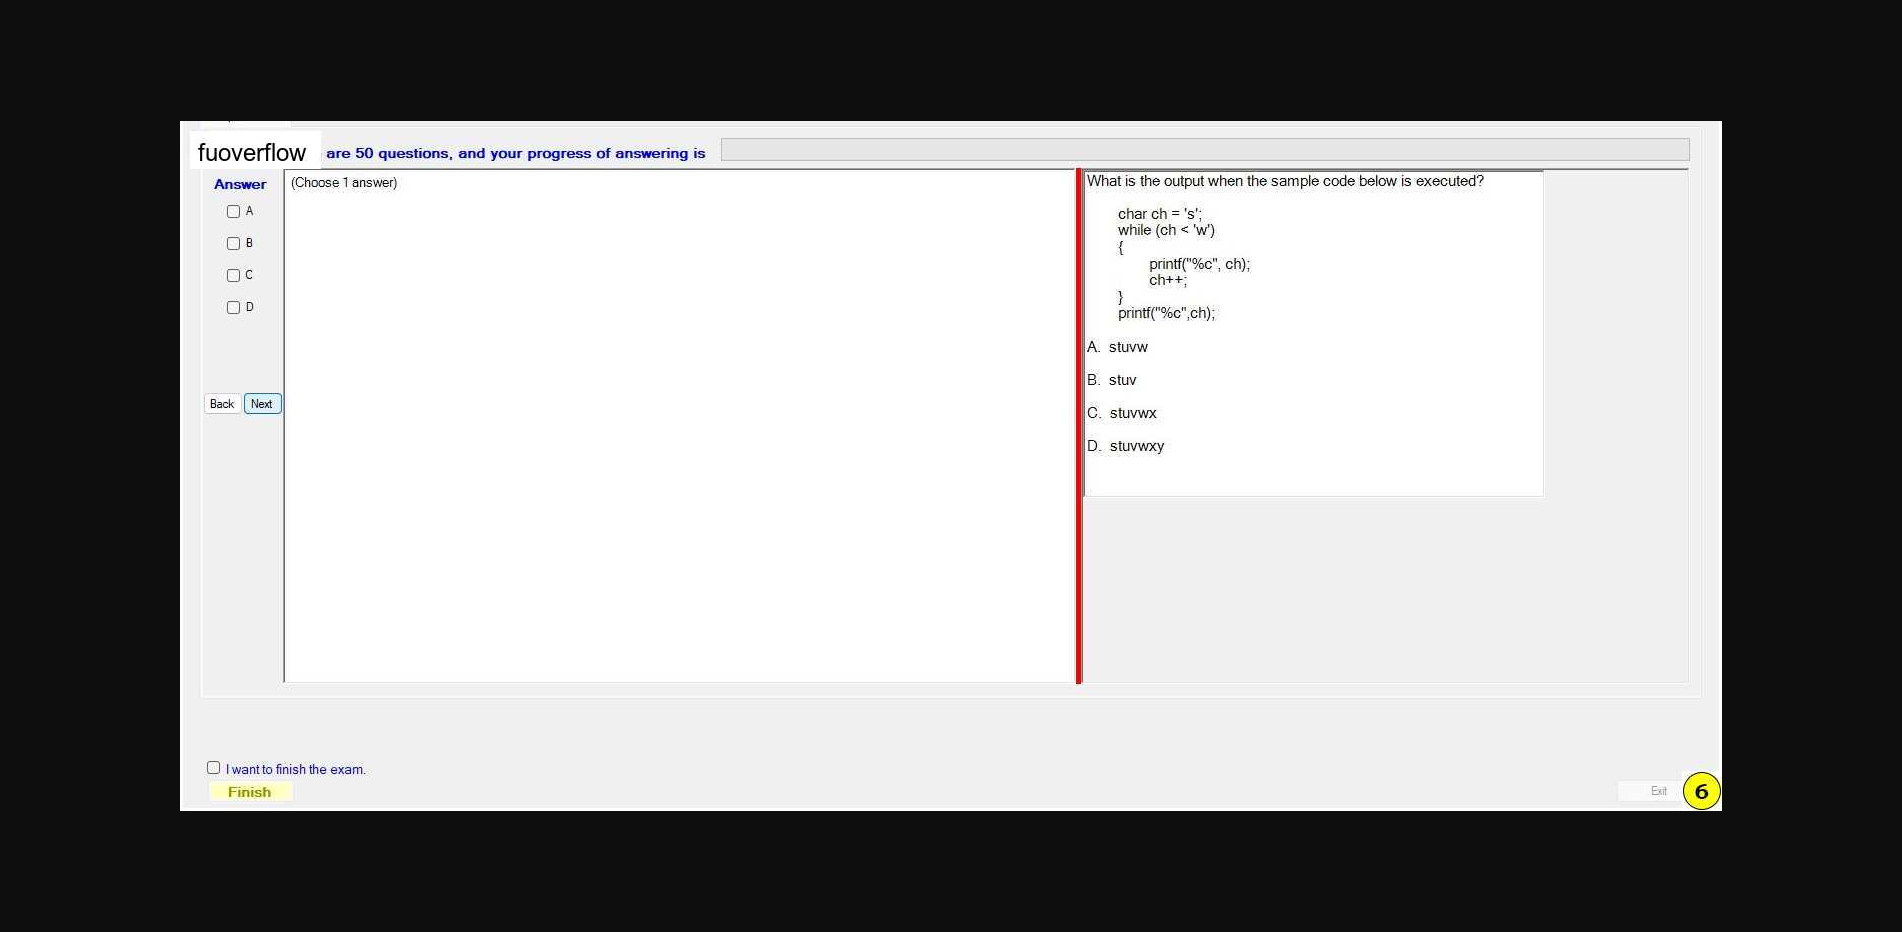 fuoverflow are 50 questions, and your progress of answering is
Answer
(Choose 1 answer)
A
B
C
D
Back Next
What is the output when the sample code below is executed?
char ch = 's';
while (ch < 'w')
{
printf("%c", ch);
ch++;
}
printf("%c",ch);
A. stuvw
B. stuv
C. stuvwx
D. stuvwxy
I want to finish the exam.
Finish
Exit
6